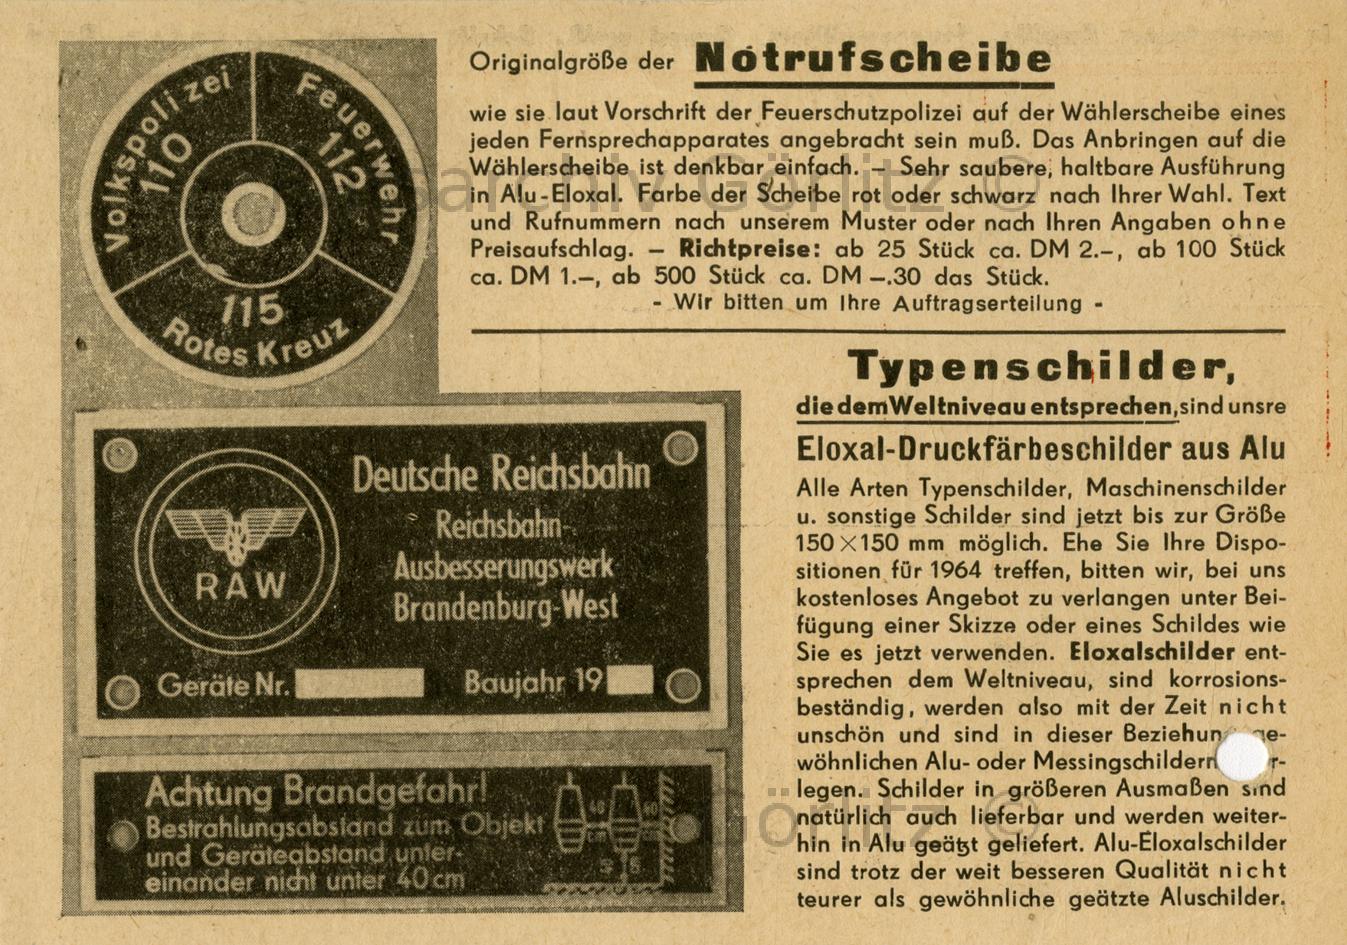 Volkspolizei
110
Feuerwehr
112
115
Rotes Kreuz
Originalgröße der Notrufscheibe
wie sie laut Vorschrift der Feuerschutzpolizei auf der Wählerscheibe eines
jeden Fernsprechapparates angebracht sein muß. Das Anbringen auf die
Wählerscheibe ist denkbar einfach. – Sehr saubere, haltbare Ausführung
in Alu-Eloxal. Farbe der Scheibe rot oder schwarz nach Ihrer Wahl. Text
und Rufnummern nach unserem Muster oder nach Ihren Angaben ohne
Preisaufschlag. – Richtpreise: ab 25 Stück ca. DM 2.–, ab 100 Stück
ca. DM 1.–, ab 500 Stück ca. DM –.30 das Stück.
- Wir bitten um Ihre Auftragserteilung -
Deutsche Reichsbahn
Reichsbahn-
Ausbesserungswerk
Brandenburg-West
RAW
Geräte Nr.
Baujahr 19
Achtung Brandgefahr!
Bestrahlungsabstand zum Objekt
und Geräteabstand unter-
einander nicht unter 40cm
Typenschilder,
die dem Weltniveau entsprechen, sind unsre
Eloxal-Druckfärbeschilder aus Alu
Alle Arten Typenschilder, Maschinenschilder
u. sonstige Schilder sind jetzt bis zur Größe
150×150 mm möglich. Ehe Sie Ihre Dispo-
sitionen für 1964 treffen, bitten wir, bei uns
kostenloses Angebot zu verlangen unter Bei-
fügung einer Skizze oder eines Schildes wie
Sie es jetzt verwenden. Eloxalschilder ent-
sprechen dem Weltniveau, sind korrosions-
beständig, werden also mit der Zeit nicht
unschön und sind in dieser Beziehung ge-
wöhnlichen Alu- oder Messingschildern
legen. Schilder in größeren Ausmaßen sind
natürlich auch lieferbar und werden weiter-
hin in Alu geätzt geliefert. Alu-Eloxalschilder
sind trotz der weit besseren Qualität nicht
teurer als gewöhnliche geätzte Aluschilder.
Görlitz ©
Görlitz ©